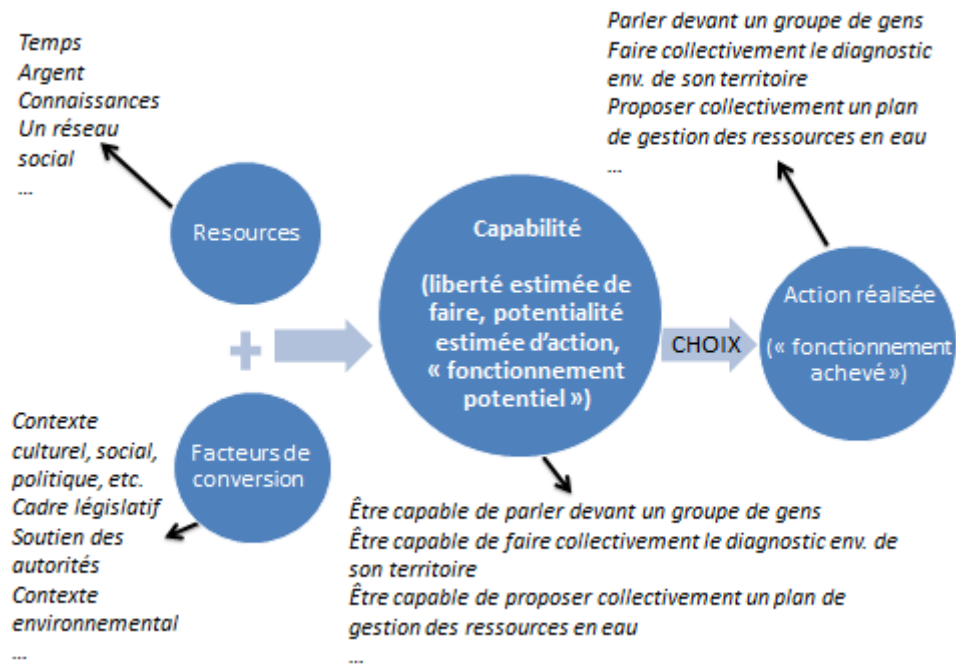 Temps
Argent
Connaissances
Un réseau
social
...
Resources
+
Contexte
culturel, social,
politique, etc.
Cadre législatif
Soutien des
autorités
Contexte
environnemental
...
Facteurs de
conversion
Capabilité
(liberté estimée de
faire, potentialité
estimée d'action,
« fonctionnement
potentiel »)
Être capable de parler devant un groupe de gens
Être capable de faire collectivement le diagnostic env. de
son territoire
Être capable de proposer collectivement un plan de
gestion des ressources en eau
...
CHOIX
Parler devant un groupe de gens
Faire collectivement le diagnostic
env. de son territoire
Proposer collectivement un plan
de gestion des ressources en eau
...
Action réalisée
(« fonctionnement
achevé »)